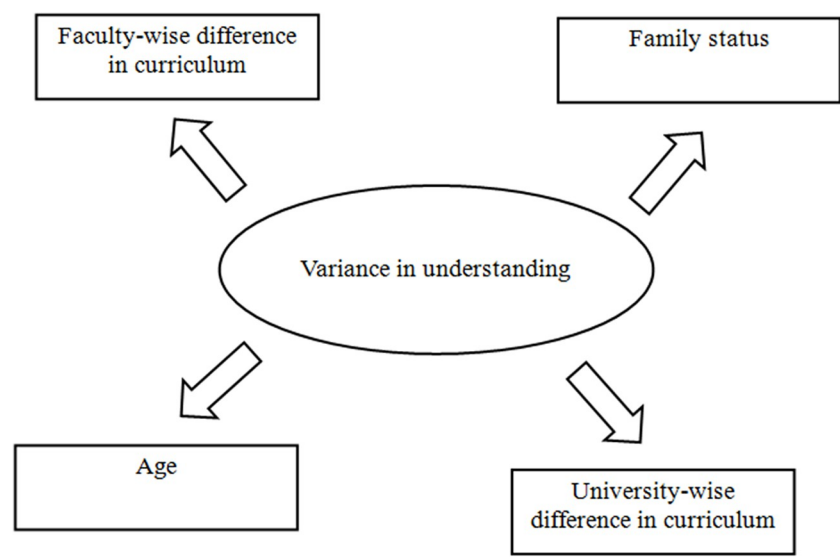 Faculty-wise difference
in curriculum
Family status
Variance in understanding
Age
University-wise
difference in curriculum